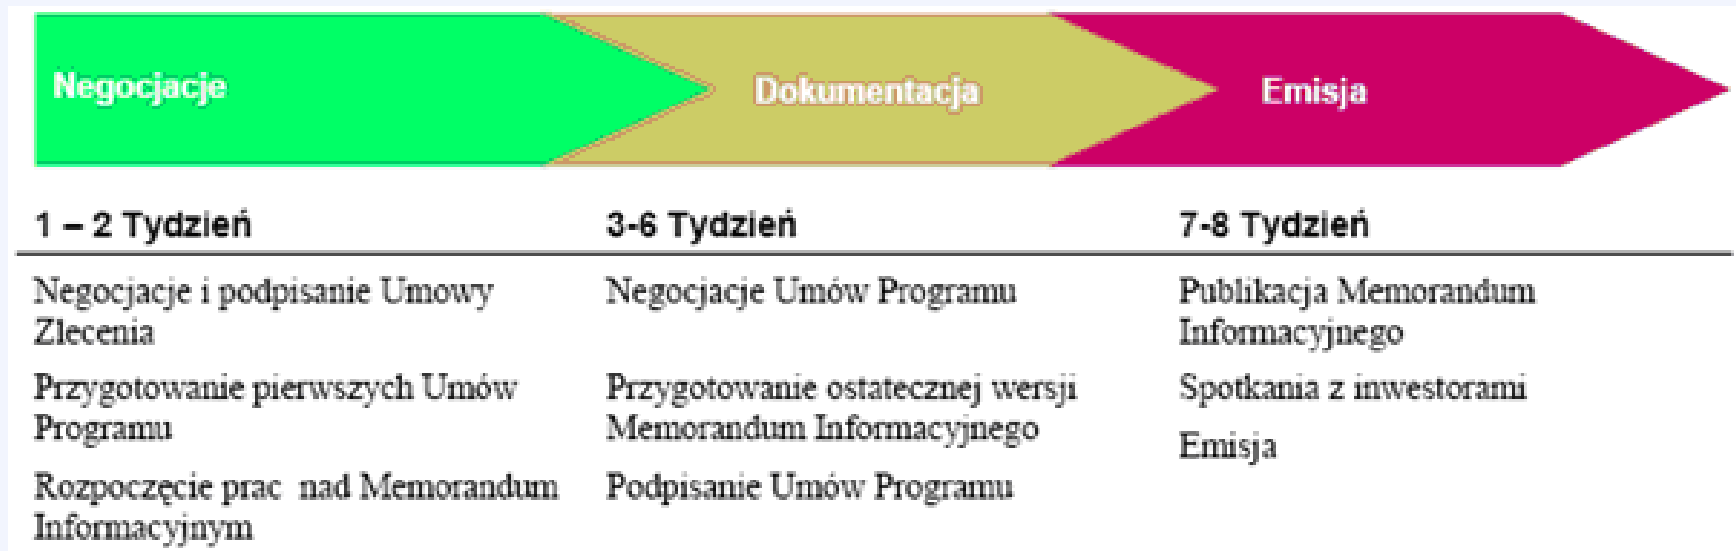 Negocjacje
Dokumentacja
Emisja
1 – 2 Tydzień
3-6 Tydzień
7-8 Tydzień
Negocjacje i podpisanie Umowy
Zlecenia
Negocjacje Umów Programu
Publikacja Memorandum
Informacyjnego
Przygotowanie pierwszych Umów
Programu
Przygotowanie ostatecznej wersji
Memorandum Informacyjnego
Spotkania z inwestorami
Emisja
Rozpoczęcie prac nad Memorandum
Informacyjnym
Podpisanie Umów Programu